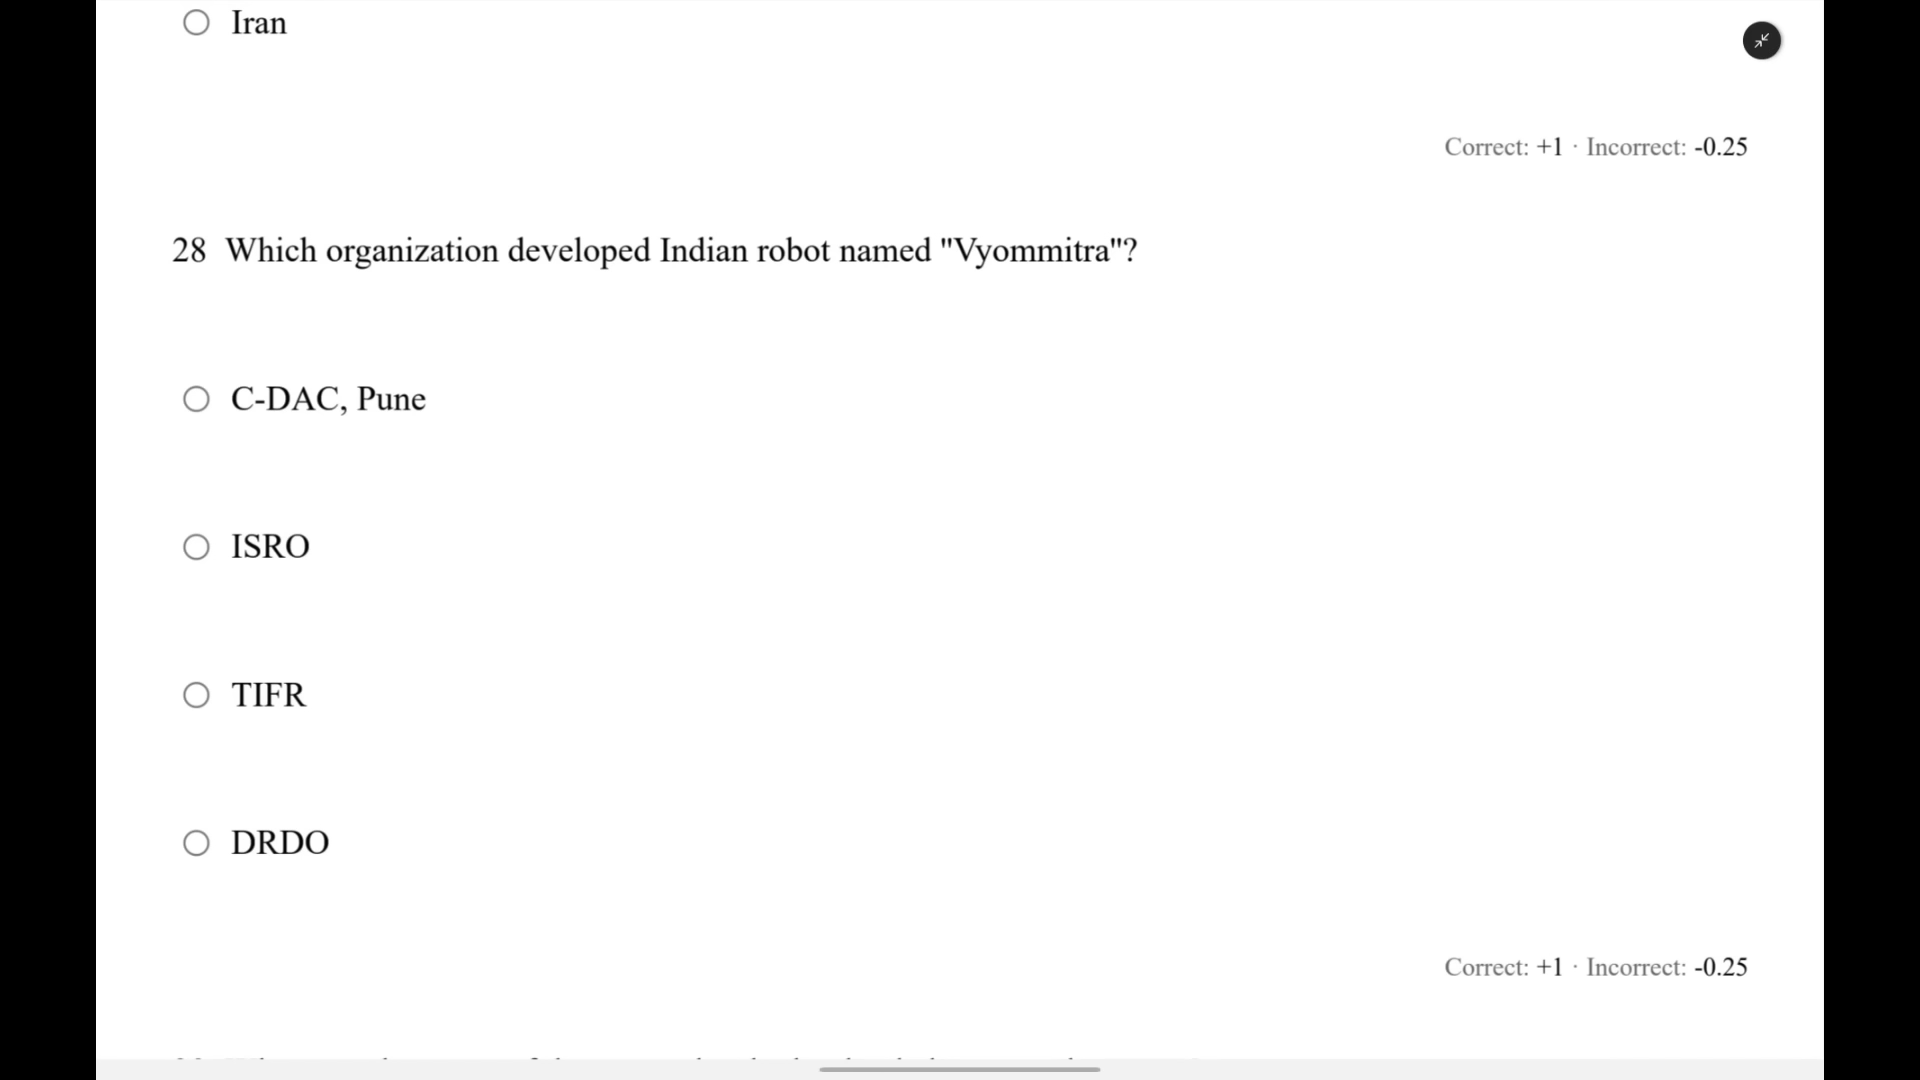 Iran
Correct: +1 · Incorrect: -0.25
28 Which organization developed Indian robot named "Vyommitra"?
C-DAC, Pune
ISRO
TIFR
DRDO
Correct: +1 · Incorrect: -0.25